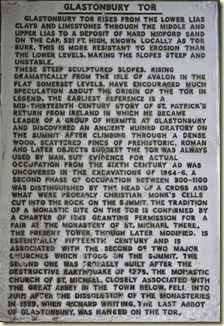 GLASTONBURY TOR
GLASTONBURY TOR RISES FROM THE LOWER LIAS
CLAYS AND LIMESTONES THROUGH THE MIDDLE AND
UPPER LIAS TO A DEPOSIT OF HARD MIDFORD SAND
ON THE CAP, 521 FT. HIGH, KNOWN LOCALLY AS TOR
BURR. THIS IS MORE RESISTANT TO EROSION THAN
THE LOWER LEVELS, MAKING THE SLOPES STEEP AND
UNSTABLE.
THESE STEEP SCULPTURED SLOPES, RISING
DRAMATICALLY FROM THE ISLE OF AVALON IN THE
FLAT SOMERSET LEVELS, HAVE ENCOURAGED MUCH
SPECULATION ABOUT THE ORIGIN OF THE TOR IN
LEGEND. THE EARLIEST REFERENCE IS A
MID-THIRTEENTH-CENTURY STORY OF ST. PATRICK'S
RETURN FROM IRELAND IN WHICH HE BECAME
LEADER OF A GROUP OF HERMITS AT GLASTONBURY
AND DISCOVERED AN ANCIENT RUINED ORATORY ON
THE SUMMIT AFTER CLIMBING THROUGH A DENSE
WOOD. SCATTERED FINDS OF PREHISTORIC, ROMAN
AND LATER OBJECTS SUGGEST THE TOR WAS ALWAYS
USED BY MAN, BUT EVIDENCE FOR ACTUAL
OCCUPATION FROM THE SIXTH CENTURY AD WAS
UNCOVERED IN THE EXCAVATIONS OF 1964-6. A
SECOND PHASE OF OCCUPATION BETWEEN 900-1100
WAS DISTINGUISHED BY THE HEAD OF A CROSS AND
WHAT WERE PROBABLY CHRISTIAN MONK'S CELLS
CUT INTO THE ROCK ON THE SUMMIT. THE TRADITION
OF A MONASTIC SITE ON THE TOR IS CONFIRMED BY
A CHARTER OF 1243 GRANTING PERMISSION FOR A
FAIR AT THE MONASTERY OF ST. MICHAEL THERE.
THE PRESENT TOWER THOUGH LATER MODIFIED, IS
ESSENTIALLY FIFTEENTH CENTURY AND IS
ASSOCIATED WITH THE SECOND OF TWO MAJOR
CHURCHES WHICH STOOD ON THE SUMMIT. THE
SECOND ONE WAS PROBABLY BUILT AFTER THE
DESTRUCTIVE EARTHQUAKE OF 1275. THE MONASTIC
CHURCH OF ST. MICHAEL, CLOSELY ASSOCIATED WITH
THE GREAT ABBEY IN THE TOWN BELOW, FELL INTO
RUIN AFTER THE DISSOLUTION OF THE MONASTERIES
IN 1539, WHEN RICHARD WHITING, THE LAST ABBOT
OF GLASTONBURY, WAS HANGED ON THE TOR.